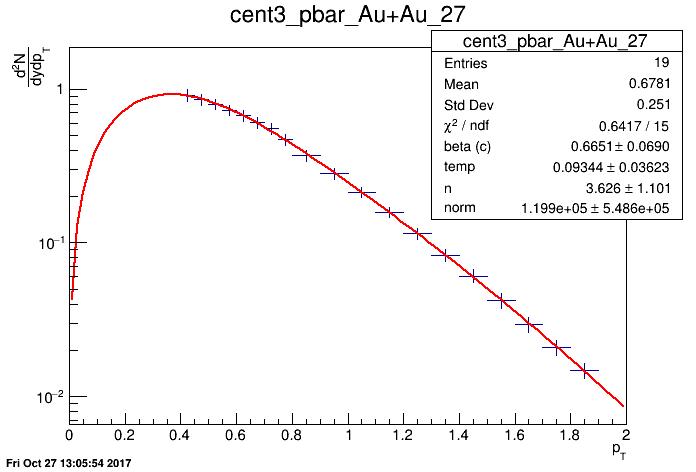 cent3_pbar_Au+Au_27
d²N
dydp_T
cent3_pbar_Au+Au_27
Entries 19
Mean 0.6781
Std Dev 0.251
χ² / ndf 0.6417 / 15
beta (c) 0.6651 ± 0.0690
temp 0.09344 ± 0.03623
n 3.626 ± 1.101
norm 1.199e+05 ± 5.486e+05
1
10⁻¹
10⁻²
0 0.2 0.4 0.6 0.8 1 1.2 1.4 1.6 1.8 2
p_T
Fri Oct 27 13:05:54 2017